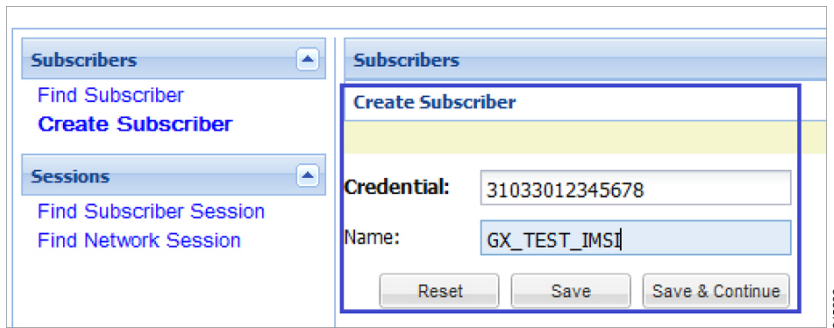 Subscribers
Find Subscriber
Create Subscriber
Sessions
Find Subscriber Session
Find Network Session
Subscribers
Create Subscriber
Credential: 31033012345678
Name: GX_TEST_IMSI
Reset Save Save & Continue